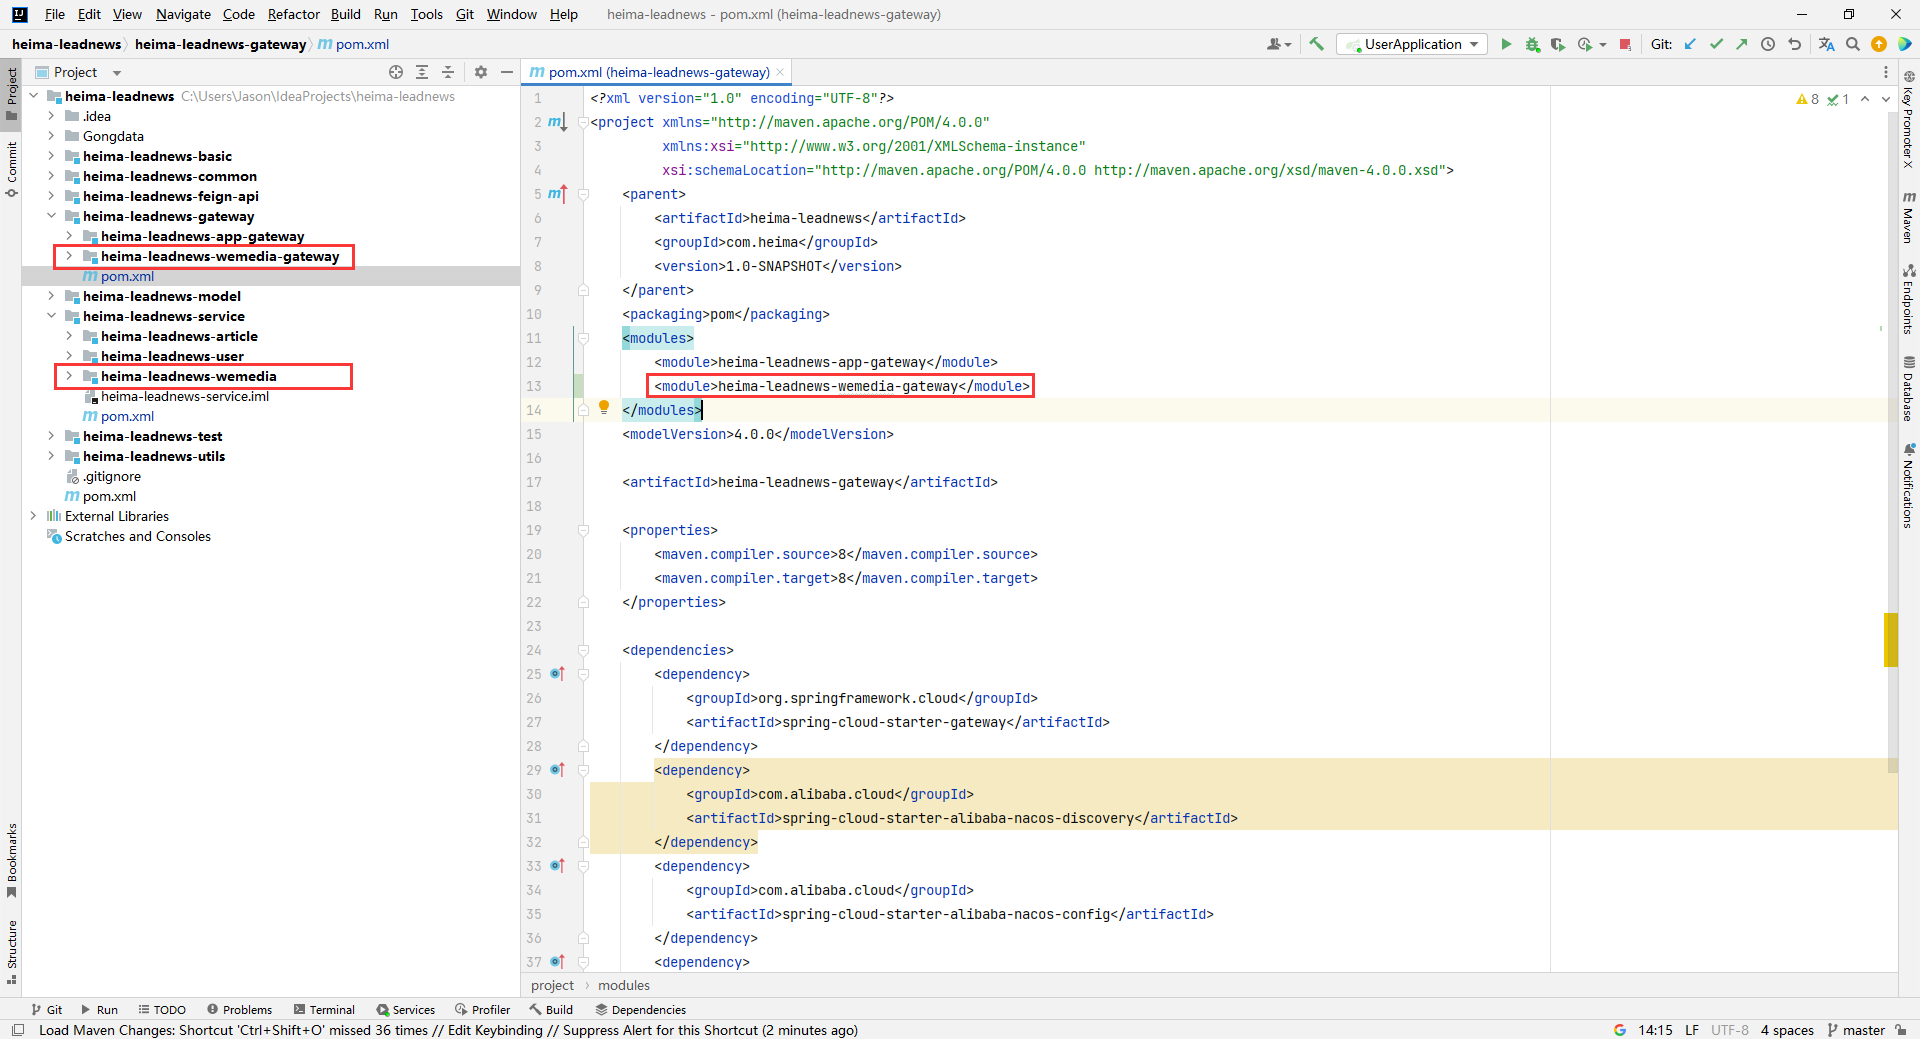 File Edit View Navigate Code Refactor Build Run Tools Git Window Help heima-leadnews - pom.xml (heima-leadnews-gateway)
heima-leadnews heima-leadnews-gateway m pom.xml UserApplication Git:
Project
pom.xml (heima-leadnews-gateway)
heima-leadnews C:\Users\Jason\IdeaProjects\heima-leadnews
.idea
Gongdata
heima-leadnews-basic
heima-leadnews-common
heima-leadnews-feign-api
heima-leadnews-gateway
heima-leadnews-app-gateway
heima-leadnews-wemedia-gateway
pom.xml
heima-leadnews-model
heima-leadnews-service
heima-leadnews-article
heima-leadnews-user
heima-leadnews-wemedia
heima-leadnews-service.iml
pom.xml
heima-leadnews-test
heima-leadnews-utils
.gitignore
pom.xml
External Libraries
Scratches and Consoles
Project
Commit
Bookmarks
Structure
8 1
1 <?xml version="1.0" encoding="UTF-8"?>
2 <project xmlns="http://maven.apache.org/POM/4.0.0"
3 xmlns:xsi="http://www.w3.org/2001/XMLSchema-instance"
4 xsi:schemaLocation="http://maven.apache.org/POM/4.0.0 http://maven.apache.org/xsd/maven-4.0.0.xsd">
5 <parent>
6 <artifactId>heima-leadnews</artifactId>
7 <groupId>com.heima</groupId>
8 <version>1.0-SNAPSHOT</version>
9 </parent>
10 <packaging>pom</packaging>
11 <modules>
12 <module>heima-leadnews-app-gateway</module>
13 <module>heima-leadnews-wemedia-gateway</module>
14 </modules>
15 <modelVersion>4.0.0</modelVersion>
16
17 <artifactId>heima-leadnews-gateway</artifactId>
18
19 <properties>
20 <maven.compiler.source>8</maven.compiler.source>
21 <maven.compiler.target>8</maven.compiler.target>
22 </properties>
23
24 <dependencies>
25 <dependency>
26 <groupId>org.springframework.cloud</groupId>
27 <artifactId>spring-cloud-starter-gateway</artifactId>
28 </dependency>
29 <dependency>
30 <groupId>com.alibaba.cloud</groupId>
31 <artifactId>spring-cloud-starter-alibaba-nacos-discovery</artifactId>
32 </dependency>
33 <dependency>
34 <groupId>com.alibaba.cloud</groupId>
35 <artifactId>spring-cloud-starter-alibaba-nacos-config</artifactId>
36 </dependency>
37 <dependency>
project modules
Key Promoter X
Maven
Endpoints
Database
Notifications
Git Run TODO Problems Terminal Services Profiler Build Dependencies
Load Maven Changes: Shortcut 'Ctrl+Shift+O' missed 36 times // Edit Keybinding // Suppress Alert for this Shortcut (2 minutes ago) 14:15 LF UTF-8 4 spaces master